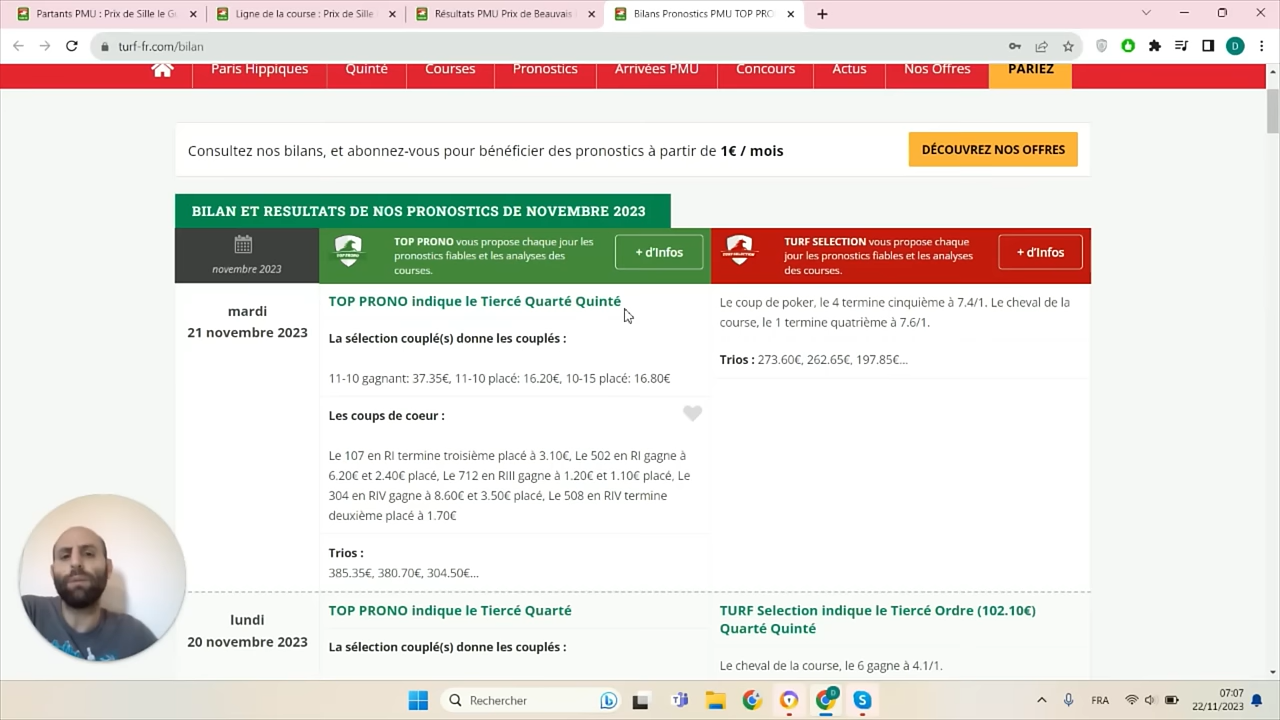 Partants PMU : Prix de Sille le G
Ligne de la course : Prix de Sille
Résultats PMU Prix de Beauvais
Bilans Pronostics PMU TOP PRO
turf-fr.com/bilan
D
Paris Hippiques
Quinté
Courses
Pronostics
Arrivées PMU
Concours
Actus
Nos Offres
PARIEZ
Consultez nos bilans, et abonnez-vous pour bénéficier des pronostics à partir de 1€ / mois
DÉCOUVREZ NOS OFFRES
BILAN ET RESULTATS DE NOS PRONOSTICS DE NOVEMBRE 2023
novembre 2023
TOP PRONO vous propose chaque jour les
pronostics fiables et les analyses des
courses.
+ d'Infos
TURF SELECTION vous propose chaque
jour les pronostics fiables et les analyses
des courses.
+ d'Infos
mardi
21 novembre 2023
TOP PRONO indique le Tiercé Quarté Quinté
La sélection couplé(s) donne les couplés :
11-10 gagnant: 37.35€, 11-10 placé: 16.20€, 10-15 placé: 16.80€
Les coups de coeur :
Le 107 en RI termine troisième placé à 3.10€, Le 502 en RI gagne à
6.20€ et 2.40€ placé, Le 712 en RIII gagne à 1.20€ et 1.10€ placé, Le
304 en RIV gagne à 8.60€ et 3.50€ placé, Le 508 en RIV termine
deuxième placé à 1.70€
Trios :
385.35€, 380.70€, 304.50€...
Le coup de poker, le 4 termine cinquième à 7.4/1. Le cheval de la
course, le 1 termine quatrième à 7.6/1.
Trios : 273.60€, 262.65€, 197.85€...
lundi
20 novembre 2023
TOP PRONO indique le Tiercé Quarté
La sélection couplé(s) donne les couplés :
TURF Selection indique le Tiercé Ordre (102.10€)
Quarté Quinté
Le cheval de la course, le 6 gagne à 4.1/1.
Rechercher
FRA
07:07
22/11/2023